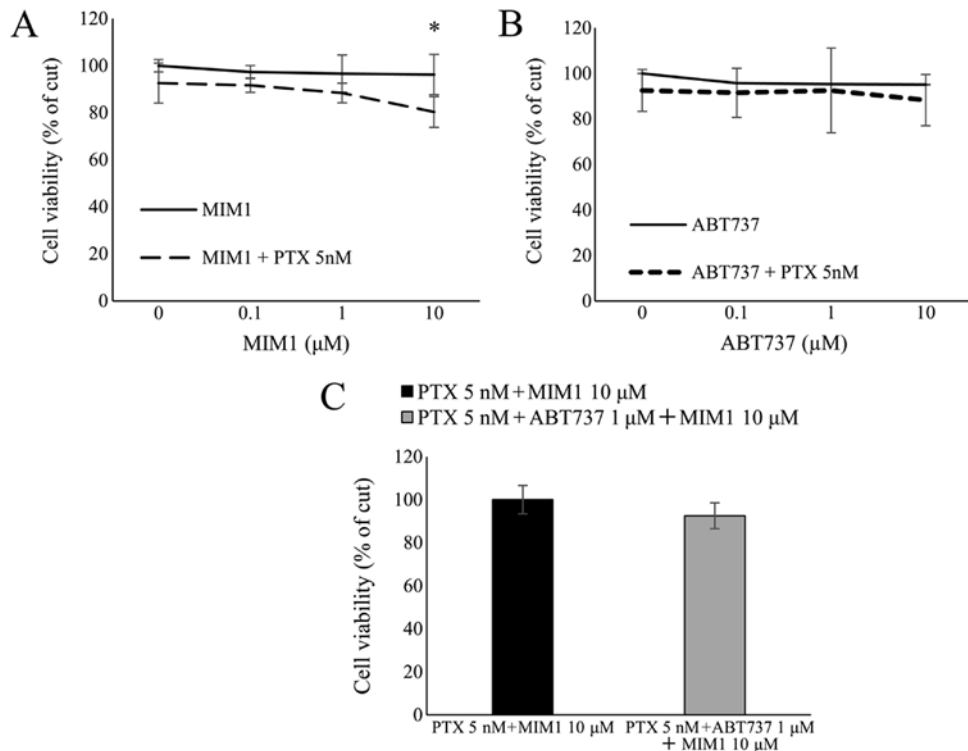 A
120
100
80
60
40
20
0
Cell viability (% of cut)
*
MIM1
MIM1 + PTX 5nM
0 0.1 1 10
MIM1 (μM)
B
120
100
80
60
40
20
0
Cell viability (% of cut)
ABT737
ABT737 + PTX 5nM
0 0.1 1 10
ABT737 (μM)
C
PTX 5 nM+MIM1 10 μM
PTX 5 nM+ABT737 1 μM+MIM1 10 μM
120
100
80
60
40
20
0
Cell viability (% of cut)
PTX 5 nM+MIM1 10 μM
PTX 5 nM+ABT737 1 μM
+ MIM1 10 μM